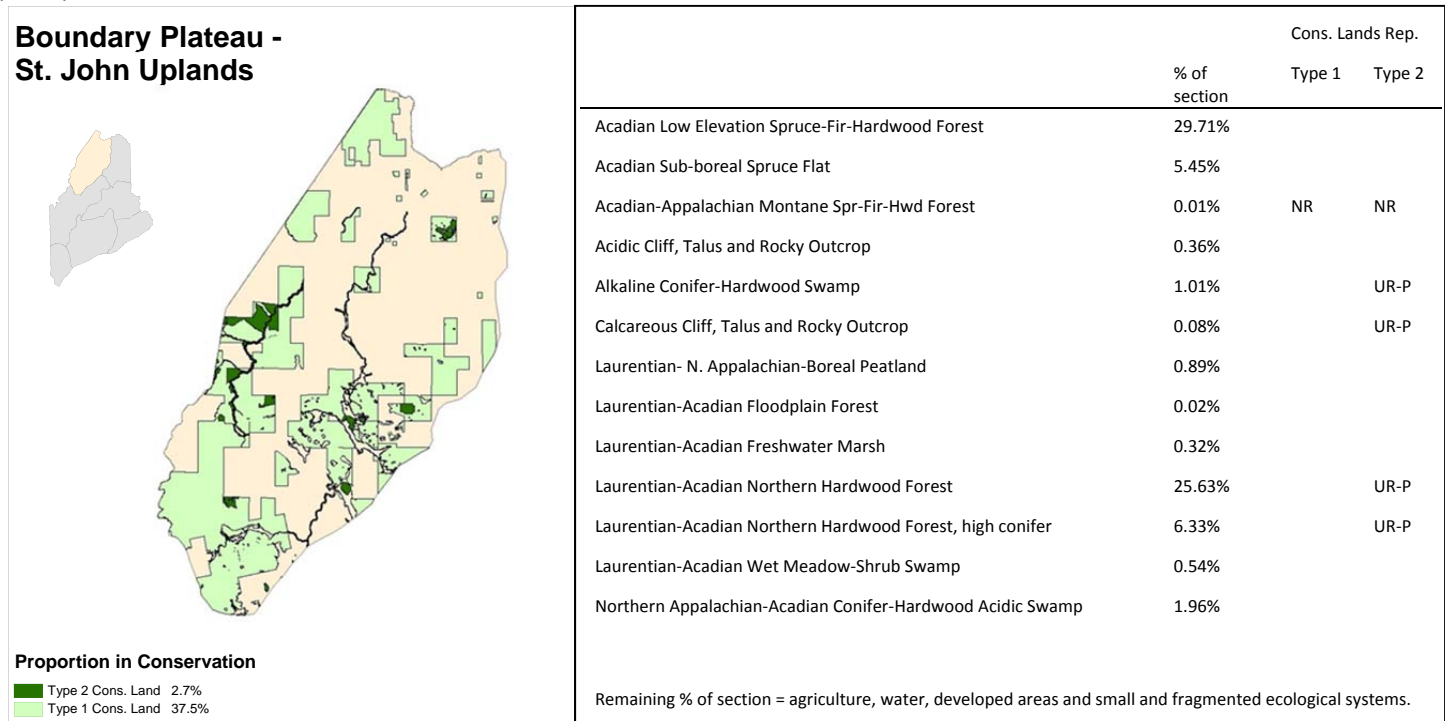 Boundary Plateau -
St. John Uplands
Proportion in Conservation
Type 2 Cons. Land 2.7%
Type 1 Cons. Land 37.5%
Cons. Lands Rep.
% of section Type 1 Type 2
Acadian Low Elevation Spruce-Fir-Hardwood Forest 29.71%
Acadian Sub-boreal Spruce Flat 5.45%
Acadian-Appalachian Montane Spr-Fir-Hwd Forest 0.01% NR NR
Acidic Cliff, Talus and Rocky Outcrop 0.36%
Alkaline Conifer-Hardwood Swamp 1.01% UR-P
Calcareous Cliff, Talus and Rocky Outcrop 0.08% UR-P
Laurentian- N. Appalachian-Boreal Peatland 0.89%
Laurentian-Acadian Floodplain Forest 0.02%
Laurentian-Acadian Freshwater Marsh 0.32%
Laurentian-Acadian Northern Hardwood Forest 25.63% UR-P
Laurentian-Acadian Northern Hardwood Forest, high conifer 6.33% UR-P
Laurentian-Acadian Wet Meadow-Shrub Swamp 0.54%
Northern Appalachian-Acadian Conifer-Hardwood Acidic Swamp 1.96%
Remaining % of section = agriculture, water, developed areas and small and fragmented ecological systems.